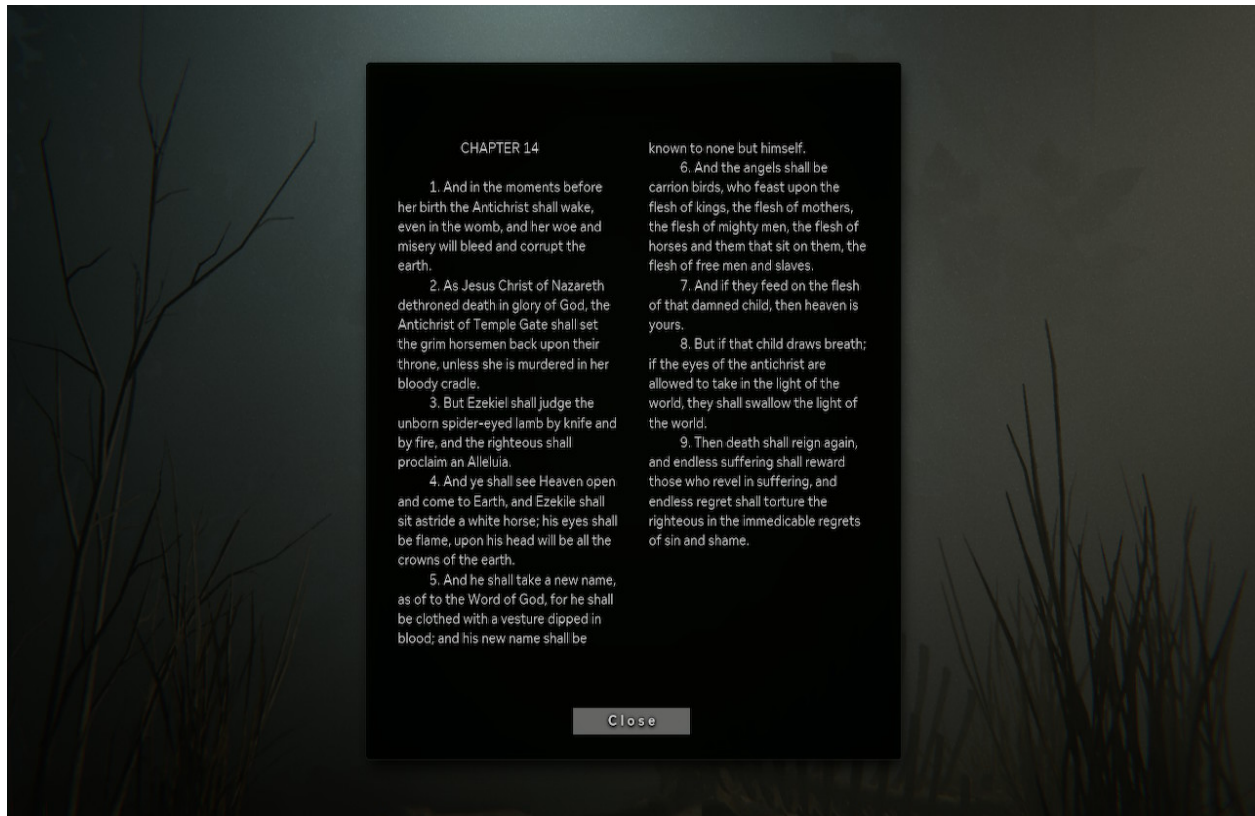 CHAPTER 14
1. And in the moments before
her birth the Antichrist shall wake,
even in the womb, and her woe and
misery will bleed and corrupt the
earth.
2. As Jesus Christ of Nazareth
dethroned death in glory of God, the
Antichrist of Temple Gate shall set
the grim horsemen back upon their
throne, unless she is murdered in her
bloody cradle.
3. But Ezekiel shall judge the
unborn spider-eyed lamb by knife and
by fire, and the righteous shall
proclaim an Alleluia.
4. And ye shall see Heaven open
and come to Earth, and Ezekile shall
sit astride a white horse; his eyes shall
be flame, upon his head will be all the
crowns of the earth.
5. And he shall take a new name,
as of to the Word of God, for he shall
be clothed with a vesture dipped in
blood; and his new name shall be
known to none but himself.
6. And the angels shall be
carrion birds, who feast upon the
flesh of kings, the flesh of mothers,
the flesh of mighty men, the flesh of
horses and them that sit on them, the
flesh of free men and slaves.
7. And if they feed on the flesh
of that damned child, then heaven is
yours.
8. But if that child draws breath;
if the eyes of the antichrist are
allowed to take in the light of the
world, they shall swallow the light of
the world.
9. Then death shall reign again,
and endless suffering shall reward
those who revel in suffering, and
endless regret shall torture the
righteous in the immedicable regrets
of sin and shame.
Close